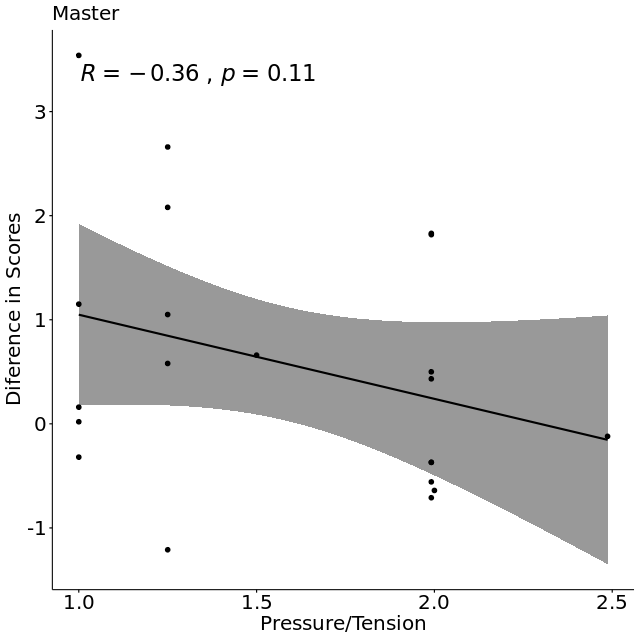 Master
R = −0.36 , p = 0.11
Diference in Scores
3
2
1
0
-1
1.0 1.5 2.0 2.5
Pressure/Tension